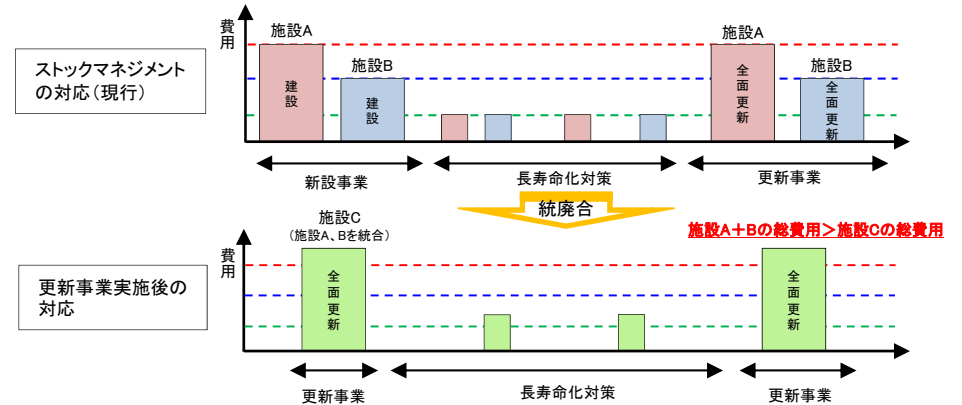 費用
施設A
施設B
施設A
施設B
ストックマネジメント
の対応（現行）
建設
建設
全面更新
全面更新
新設事業
長寿命化対策
更新事業
統廃合
施設C
（施設A、Bを統合）
施設A＋Bの総費用＞施設Cの総費用
費用
更新事業実施後の
対応
全面更新
全面更新
更新事業
長寿命化対策
更新事業